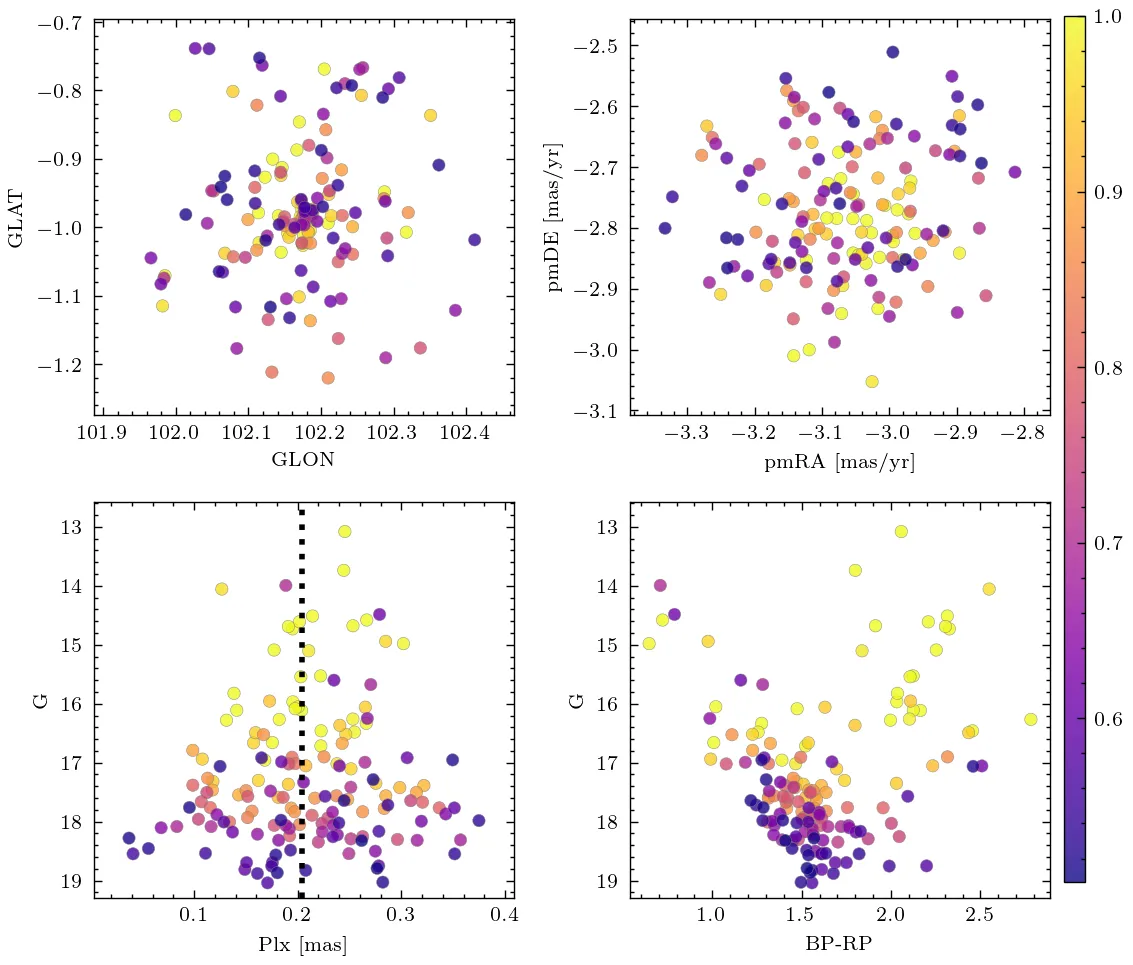 −0.7
−0.8
−0.9
−1.0
−1.1
−1.2
GLAT
101.9 102.0 102.1 102.2 102.3 102.4
GLON
−2.5
−2.6
−2.7
−2.8
−2.9
−3.0
−3.1
pmDE [mas/yr]
−3.3 −3.2 −3.1 −3.0 −2.9 −2.8
pmRA [mas/yr]
1.0
0.9
0.8
0.7
0.6
13
14
15
16
17
18
19
G
0.1 0.2 0.3 0.4
Plx [mas]
13
14
15
16
17
18
19
G
1.0 1.5 2.0 2.5
BP-RP